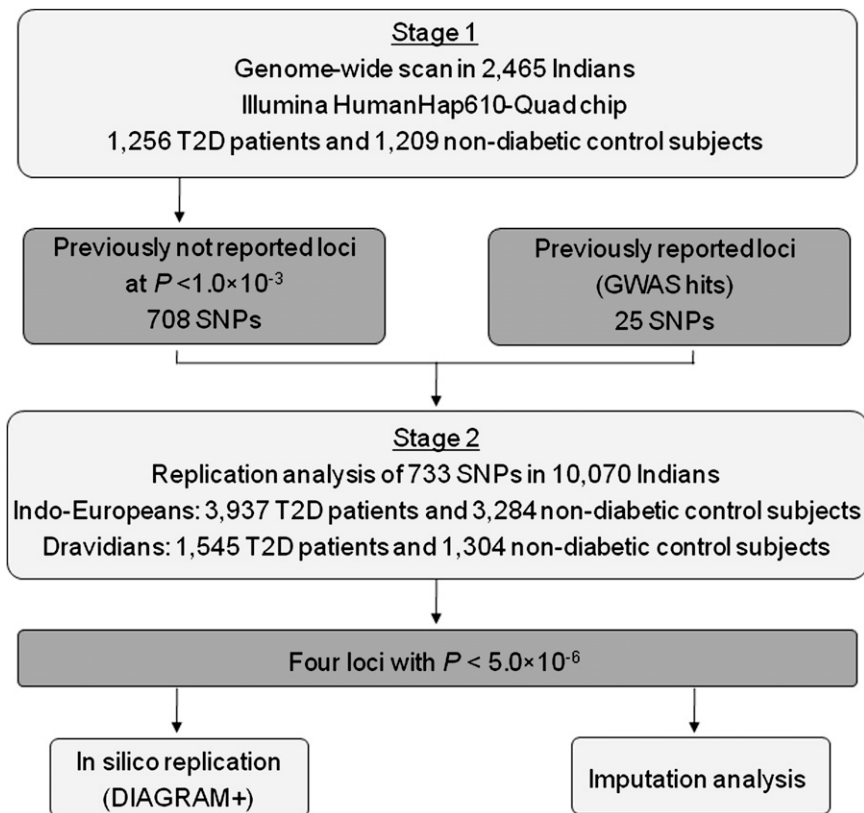 Stage 1
Genome-wide scan in 2,465 Indians
Illumina HumanHap610-Quad chip
1,256 T2D patients and 1,209 non-diabetic control subjects
Previously not reported loci
at P <1.0×10⁻³
708 SNPs
Previously reported loci
(GWAS hits)
25 SNPs
Stage 2
Replication analysis of 733 SNPs in 10,070 Indians
Indo-Europeans: 3,937 T2D patients and 3,284 non-diabetic control subjects
Dravidians: 1,545 T2D patients and 1,304 non-diabetic control subjects
Four loci with P < 5.0×10⁻⁶
In silico replication
(DIAGRAM+)
Imputation analysis